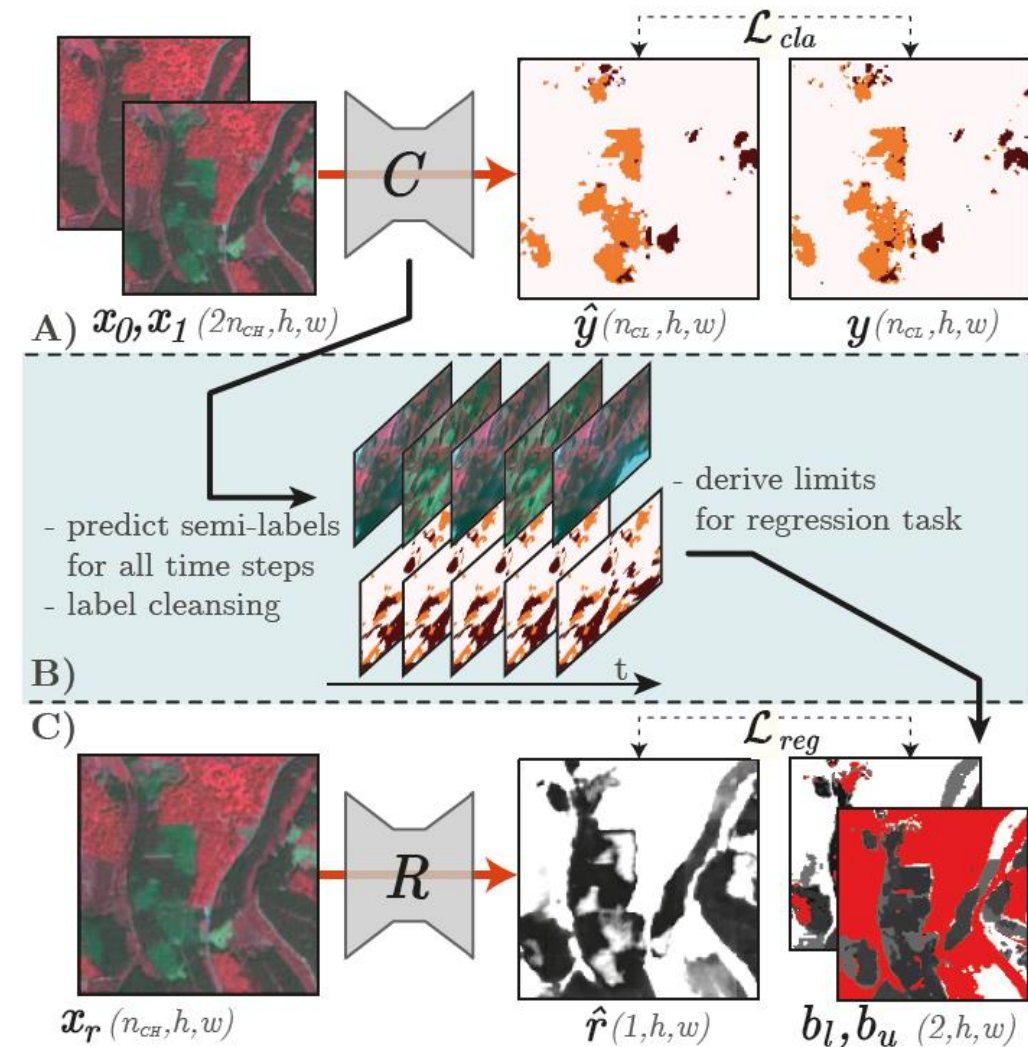 𝓛cla
C
A) x0,x1 (2nCH,h,w)
ŷ (nCL,h,w)
y (nCL,h,w)
- predict semi-labels
for all time steps
- label cleansing
- derive limits
for regression task
B)
t
C)
𝓛reg
R
xr (nCH,h,w)
r̂ (1,h,w)
bl,bu (2,h,w)